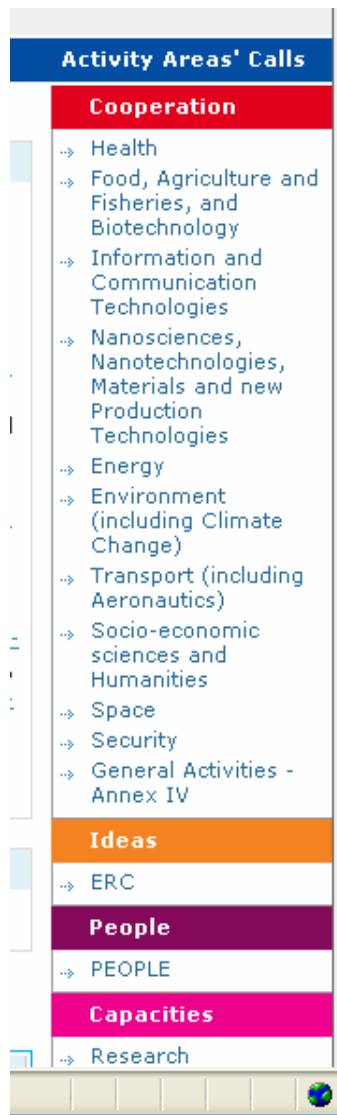 Activity Areas' Calls
Cooperation
Health
Food, Agriculture and
Fisheries, and
Biotechnology
Information and
Communication
Technologies
Nanosciences,
Nanotechnologies,
Materials and new
Production
Technologies
Energy
Environment
(including Climate
Change)
Transport (including
Aeronautics)
Socio-economic
sciences and
Humanities
Space
Security
General Activities -
Annex IV
Ideas
ERC
People
PEOPLE
Capacities
Research